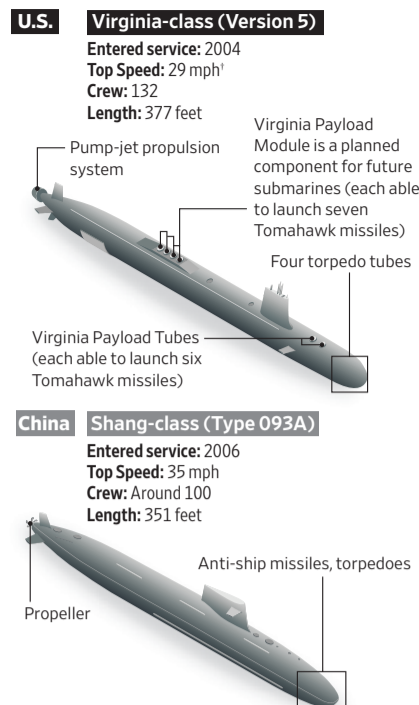 U.S. Virginia-class (Version 5)
Entered service: 2004
Top Speed: 29 mph†
Crew: 132
Length: 377 feet
Pump-jet propulsion
system
Virginia Payload
Module is a planned
component for future
submarines (each able
to launch seven
Tomahawk missiles)
Four torpedo tubes
Virginia Payload Tubes
(each able to launch six
Tomahawk missiles)
China Shang-class (Type 093A)
Entered service: 2006
Top Speed: 35 mph
Crew: Around 100
Length: 351 feet
Anti-ship missiles, torpedoes
Propeller